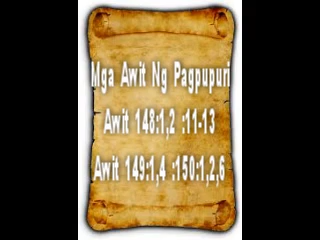 Mga Awit Ng Pagpupuri
Awit 148:1,2 :11-13
Awit 149:1,4 :150:1,2,6